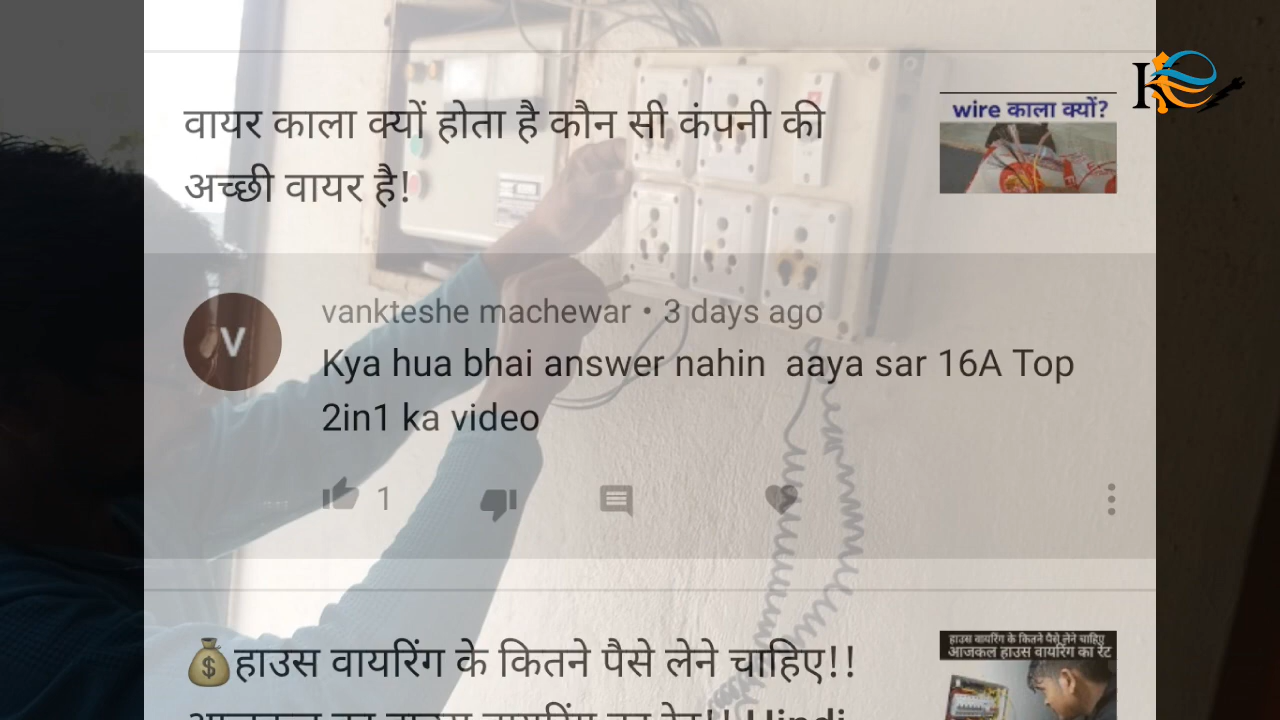 वायर काला क्यों होता है कौन सी कंपनी की
अच्छी वायर है!
wire काला क्यों?
K
V
vankteshe machewar • 3 days ago
Kya hua bhai answer nahin aaya sar 16A Top
2in1 ka video
1
💰हाउस वायरिंग के कितने पैसे लेने चाहिए!!
हाउस वायरिंग के कितने पैसे लेने चाहिए
आजकल हाउस वायरिंग का रेट